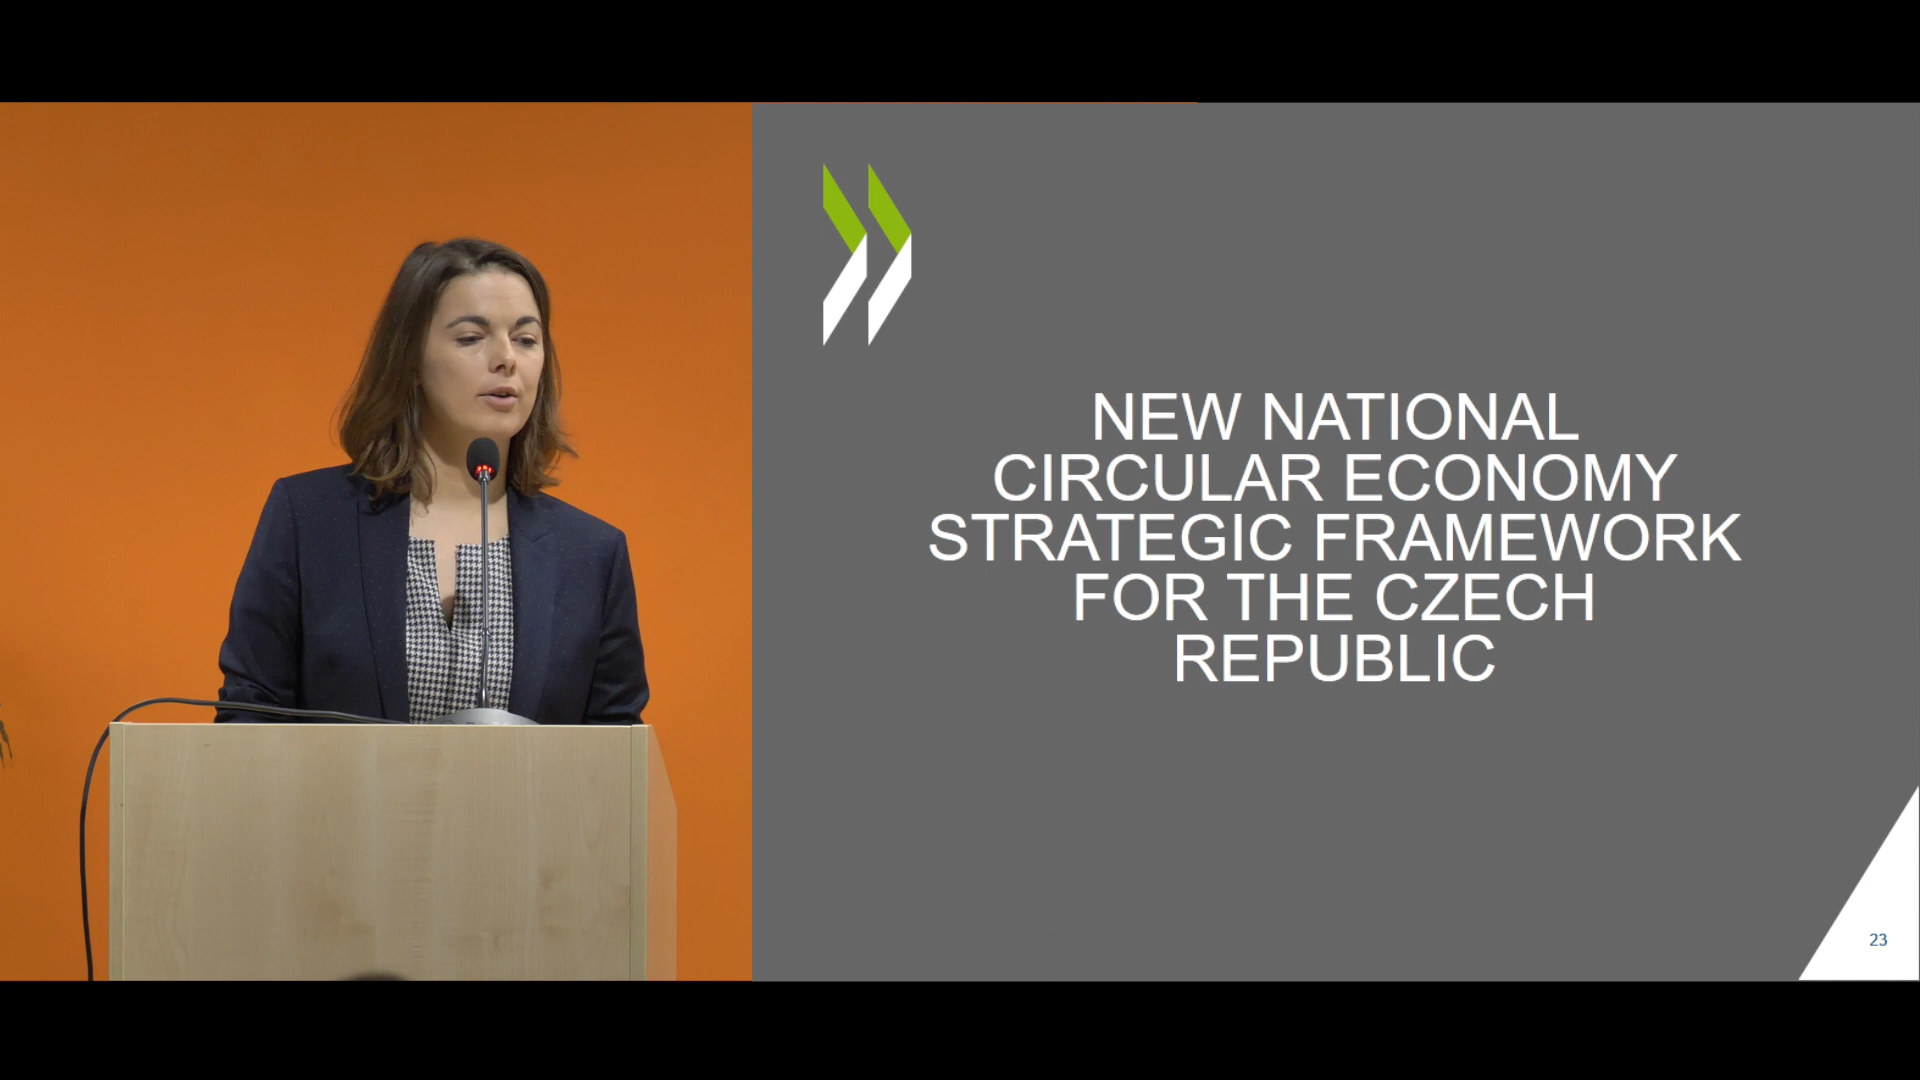 NEW NATIONAL
CIRCULAR ECONOMY
STRATEGIC FRAMEWORK
FOR THE CZECH
REPUBLIC
23